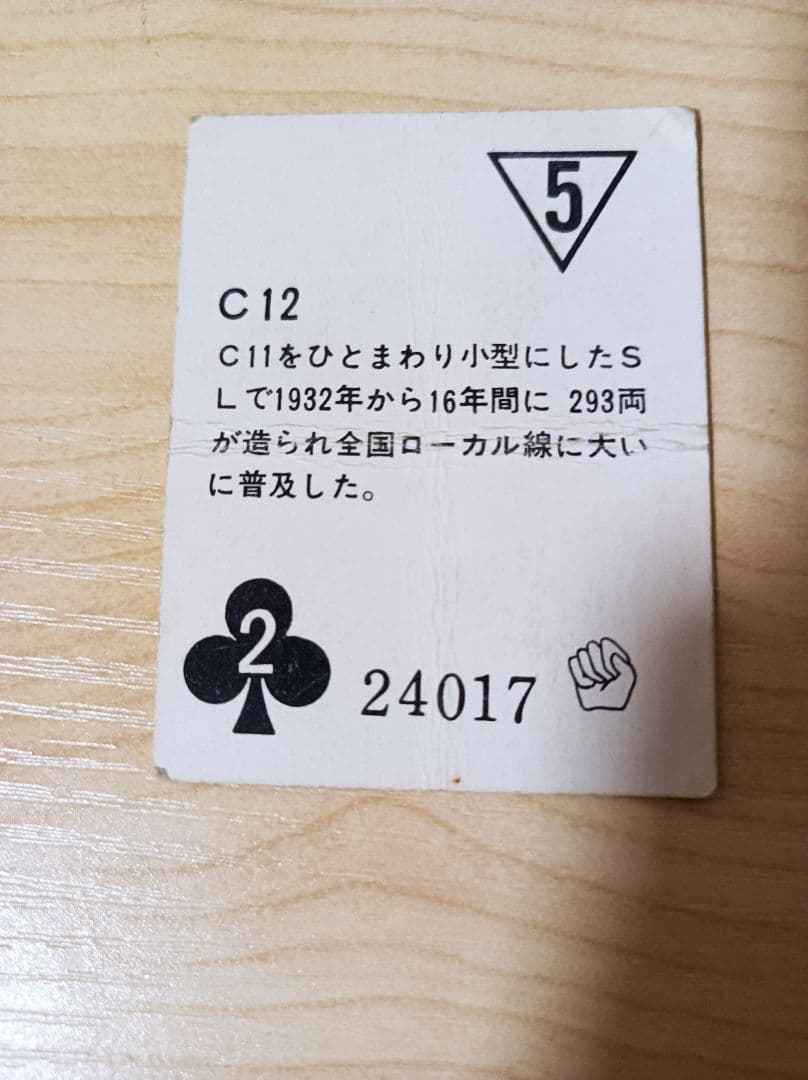 5
C12
C11をひとまわり小型にしたS
Lで1932年から16年間に 293両
が造られ全国ローカル線に大い
に普及した。
2
24017